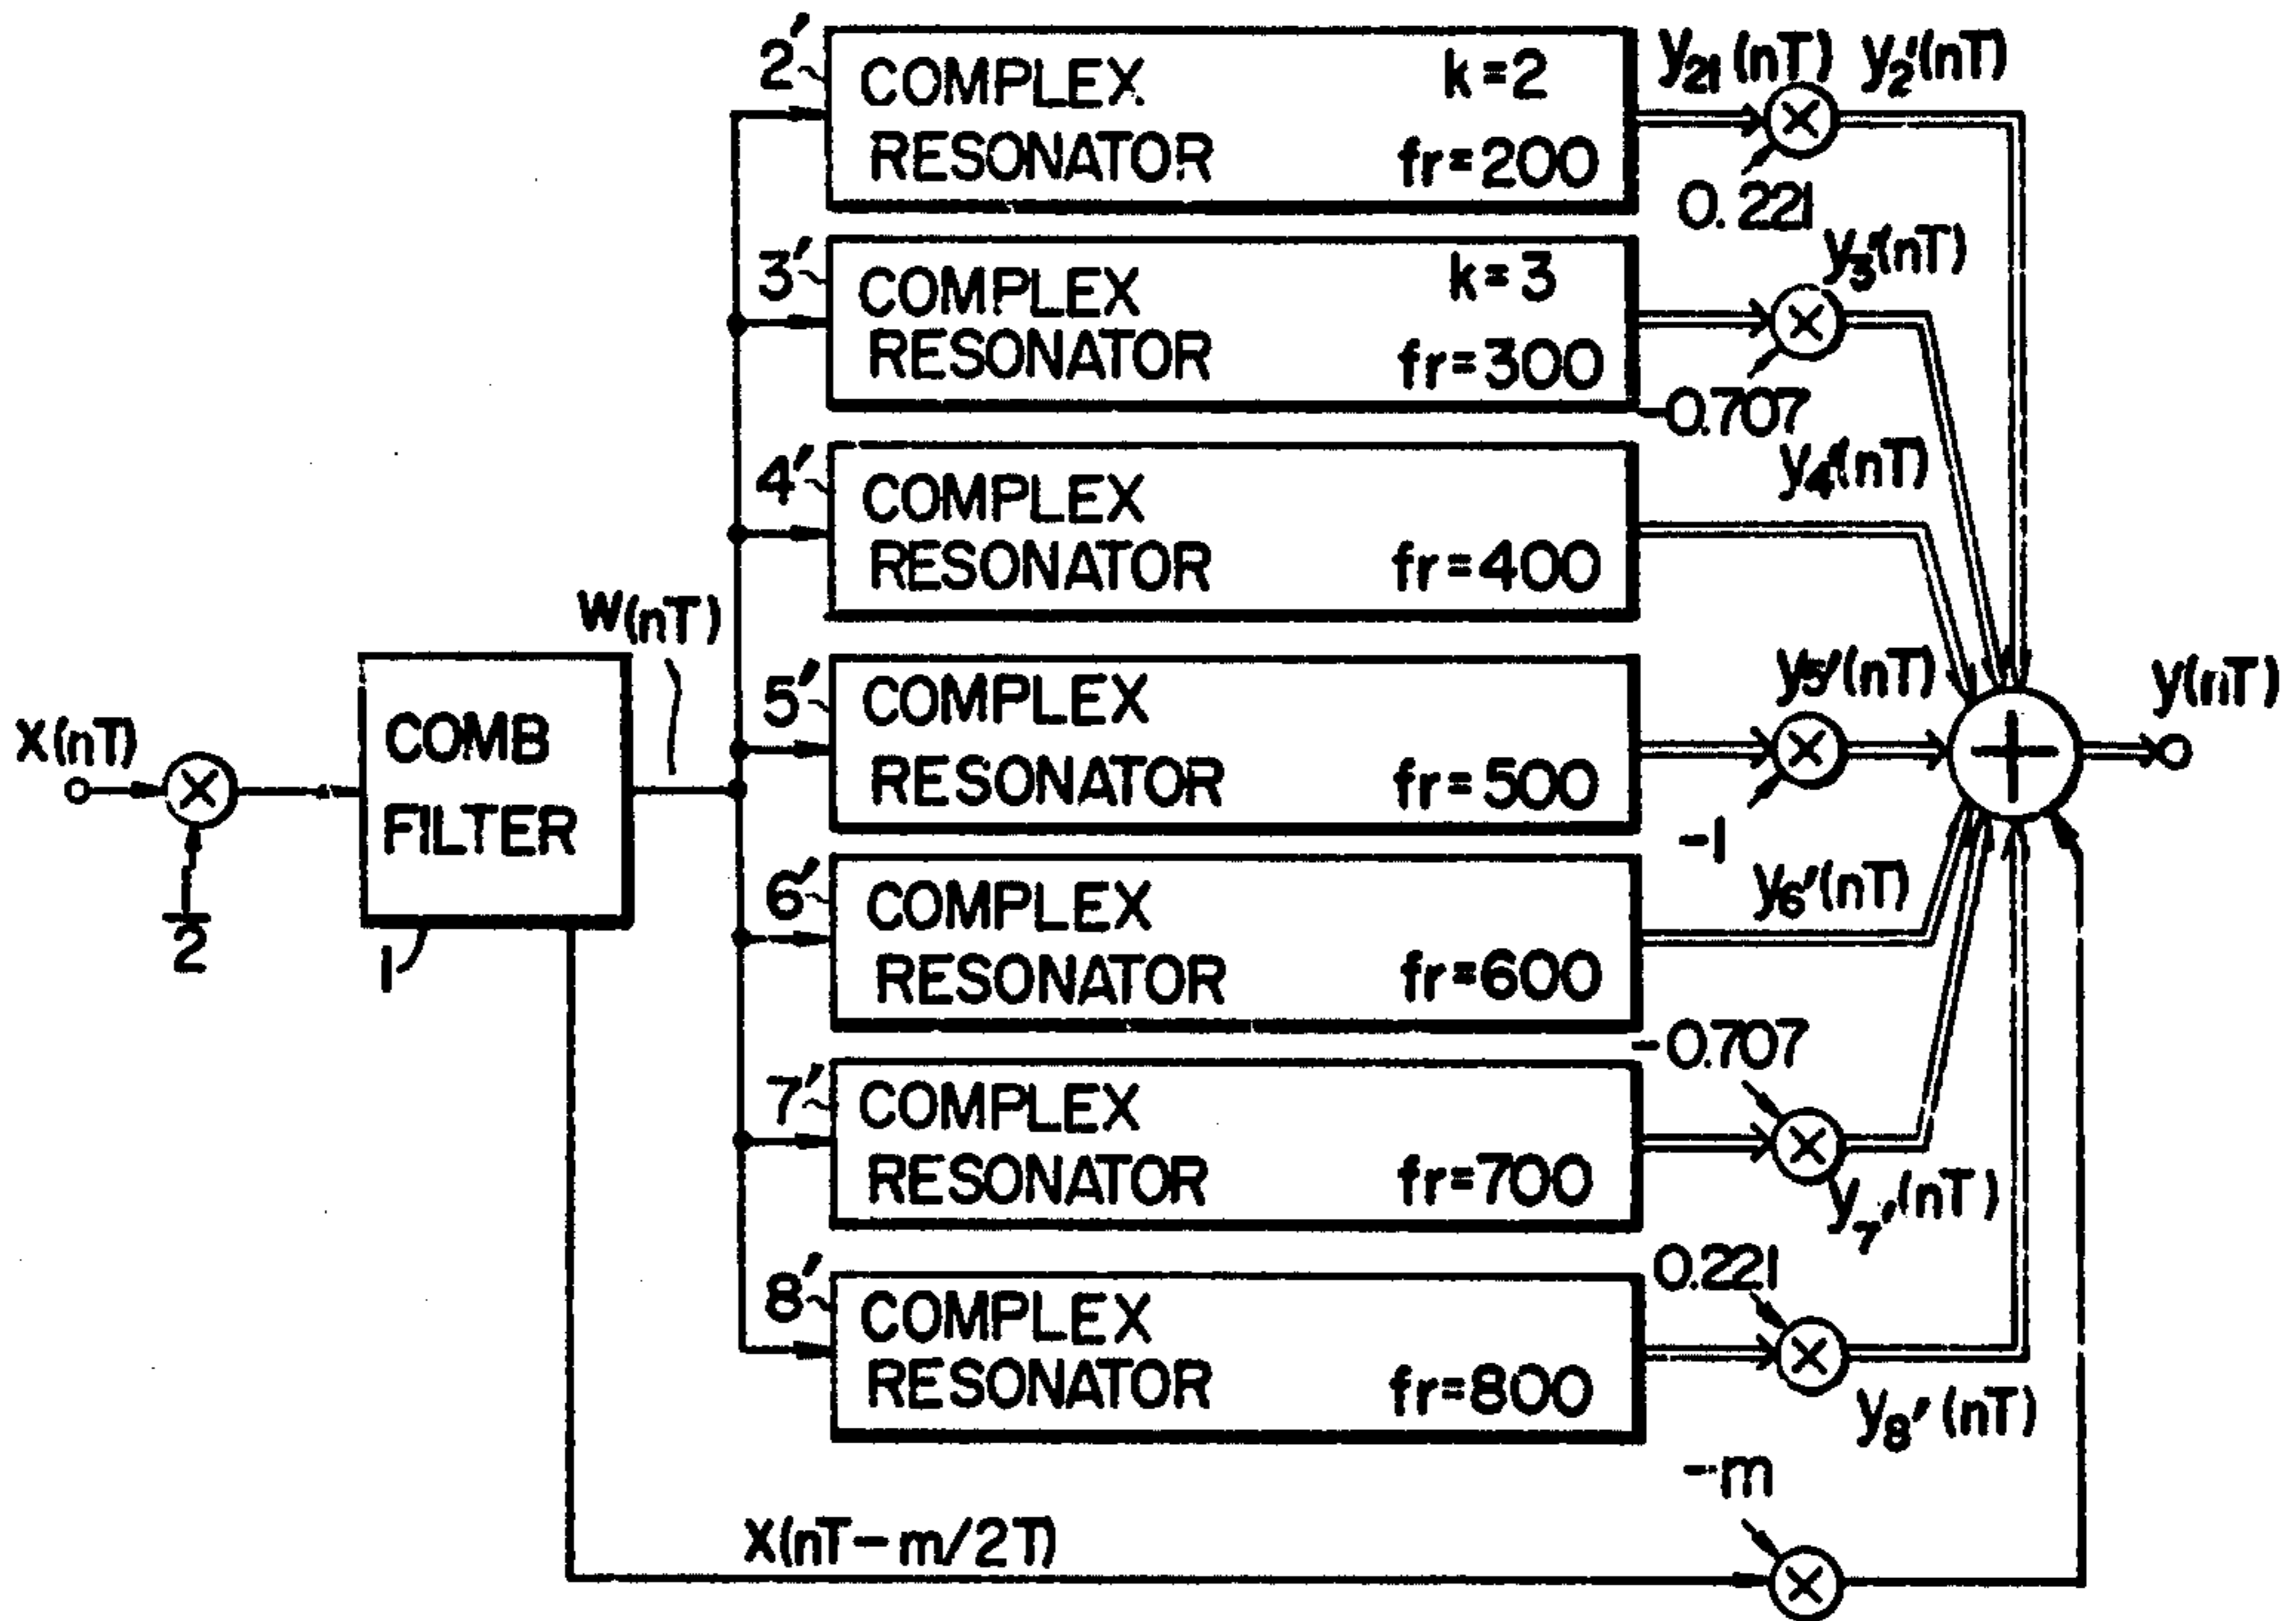 2'
COMPLEX k=2
RESONATOR fr=200
y21(nT) y2'(nT)
0.221
3'
COMPLEX k=3
RESONATOR fr=300
y3'(nT)
-0.707
4'
COMPLEX
RESONATOR fr=400
y4'(nT)
W(nT)
5'
COMPLEX
RESONATOR fr=500
y5'(nT)
-1
y(nT)
X(nT)
2
COMB
FILTER
1
6'
COMPLEX
RESONATOR fr=600
y6'(nT)
7'
COMPLEX
RESONATOR fr=700
-0.707
y7'(nT)
8'
COMPLEX
RESONATOR fr=800
0.221
y8'(nT)
-m
X(nT-m/2T)